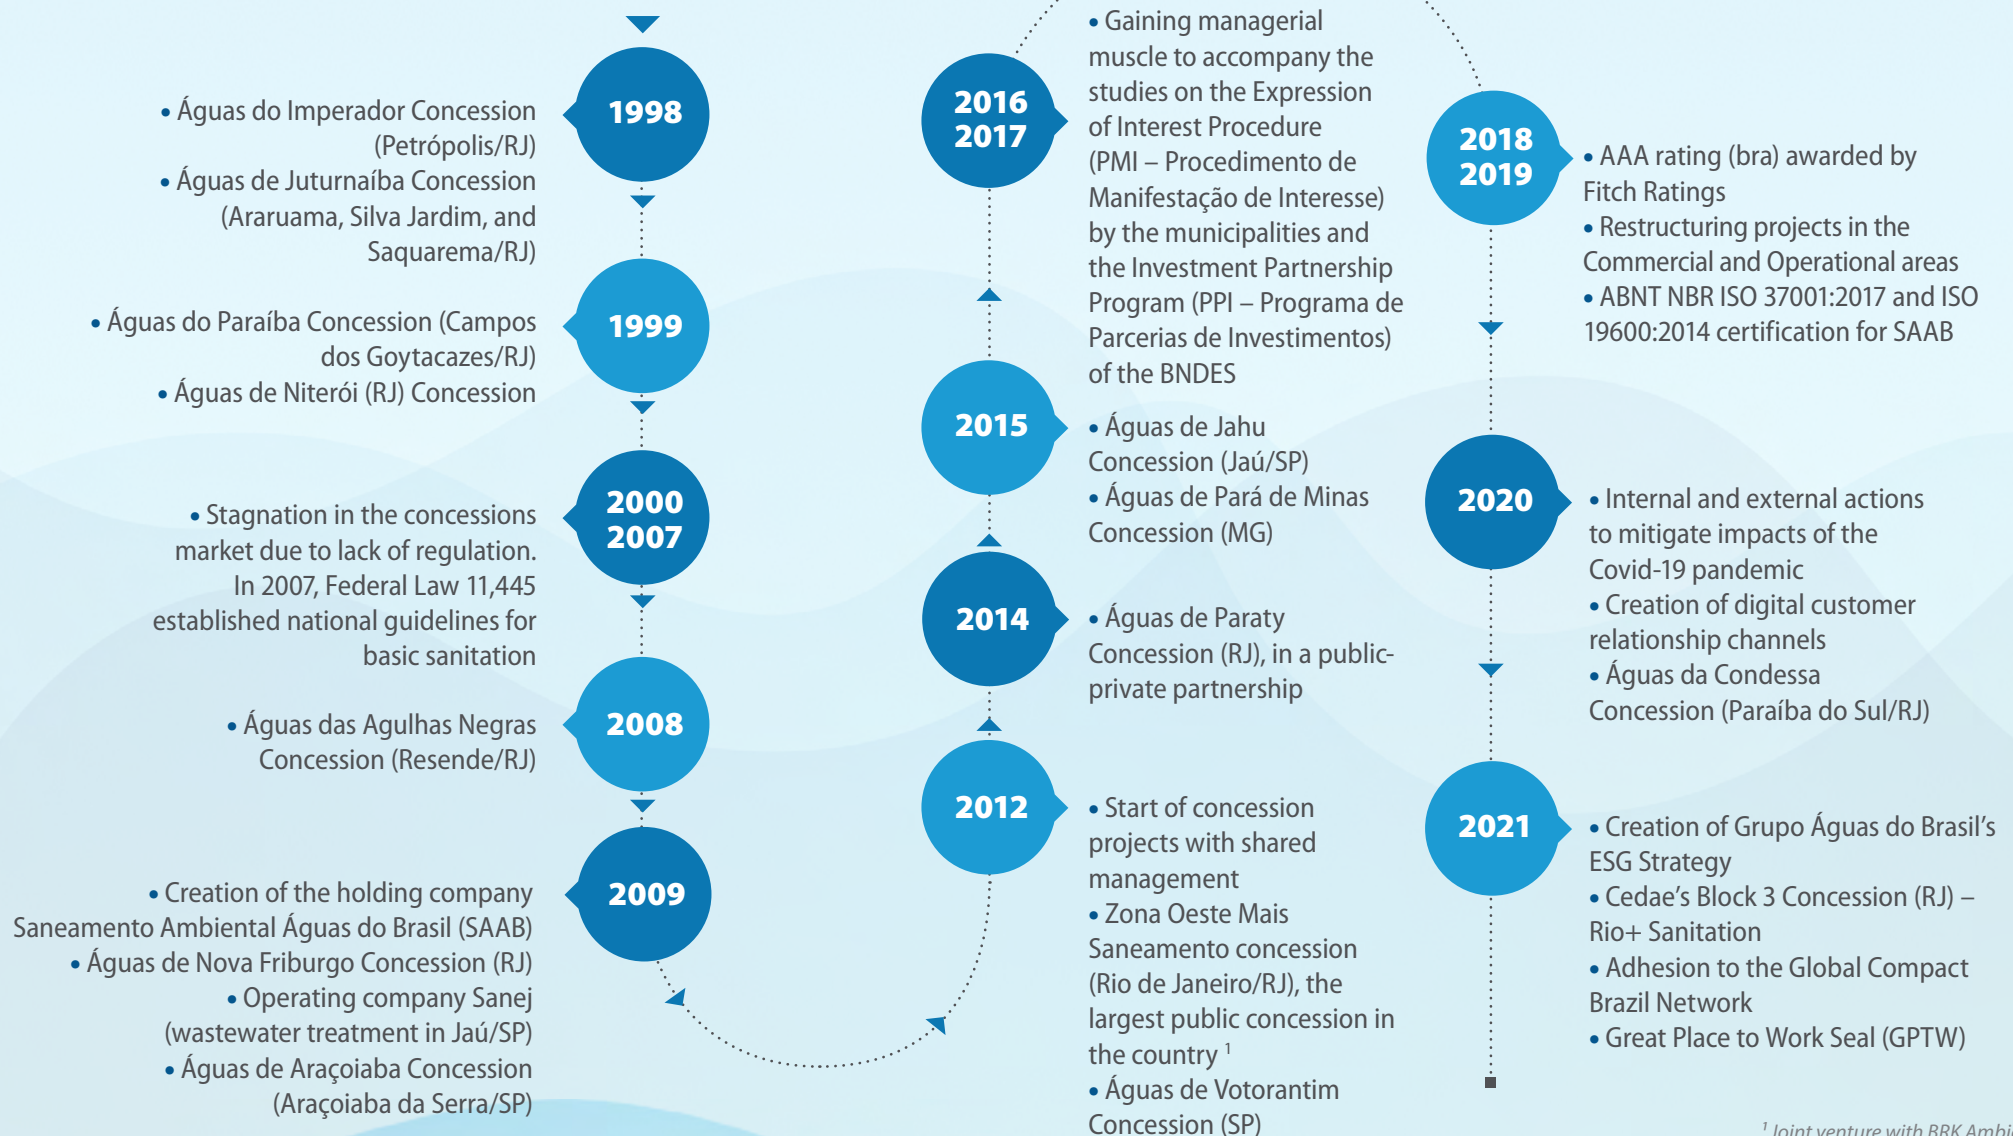 1998
• Águas do Imperador Concession
(Petrópolis/RJ)
• Águas de Juturnaíba Concession
(Araruama, Silva Jardim, and
Saquarema/RJ)
1999
• Águas do Paraíba Concession (Campos
dos Goytacazes/RJ)
• Águas de Niterói (RJ) Concession
2000
2007
• Stagnation in the concessions
market due to lack of regulation.
In 2007, Federal Law 11,445
established national guidelines for
basic sanitation
2008
• Águas das Agulhas Negras
Concession (Resende/RJ)
2009
• Creation of the holding company
Saneamento Ambiental Águas do Brasil (SAAB)
• Águas de Nova Friburgo Concession (RJ)
• Operating company Sanej
(wastewater treatment in Jaú/SP)
• Águas de Araçoiaba Concession
(Araçoiaba da Serra/SP)
2012
• Start of concession
projects with shared
management
• Zona Oeste Mais
Saneamento concession
(Rio de Janeiro/RJ), the
largest public concession in
the country ¹
• Águas de Votorantim
Concession (SP)
2014
• Águas de Paraty
Concession (RJ), in a public-
private partnership
2015
• Águas de Jahu
Concession (Jaú/SP)
• Águas de Pará de Minas
Concession (MG)
2016
2017
• Gaining managerial
muscle to accompany the
studies on the Expression
of Interest Procedure
(PMI – Procedimento de
Manifestação de Interesse)
by the municipalities and
the Investment Partnership
Program (PPI – Programa de
Parcerias de Investimentos)
of the BNDES
2018
2019
• AAA rating (bra) awarded by
Fitch Ratings
• Restructuring projects in the
Commercial and Operational areas
• ABNT NBR ISO 37001:2017 and ISO
19600:2014 certification for SAAB
2020
• Internal and external actions
to mitigate impacts of the
Covid-19 pandemic
• Creation of digital customer
relationship channels
• Águas da Condessa
Concession (Paraíba do Sul/RJ)
2021
• Creation of Grupo Águas do Brasil’s
ESG Strategy
• Cedae’s Block 3 Concession (RJ) –
Rio+ Sanitation
• Adhesion to the Global Compact
Brazil Network
• Great Place to Work Seal (GPTW)
¹ Joint venture with BRK